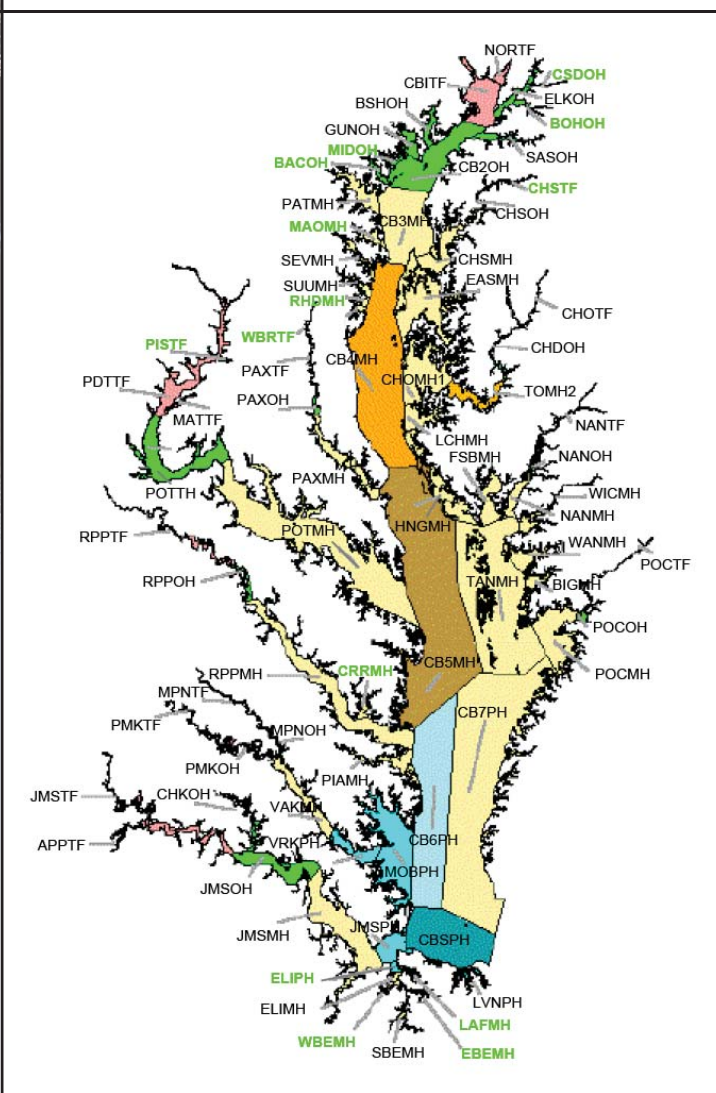 NORTF
CBITF
CSDOH
BSHOH
ELKOH
GUNOH
BOHOH
MIDOH
SASOH
BACOH
CB2OH
CHSTF
PATMH
CHSOH
CB3MH
MAOMH
SEVMH
CHSMH
EASMH
SUUMH
RHDMH
CHOTF
WBRTF
PISTF
CHDOH
CB4MH
PAXTF
CHOMH1
PDTTF
TOMH2
PAXOH
MATTF
NANTF
LCHMH
FSBMH
NANOH
PAXMH
POTTH
WICMH
NANMH
HNGMH
POTMH
RPPTF
WANMH
POCTF
TANMH
BIGMH
RPPOH
POCOH
CB5MH
RPPMH
CRRMH
POCMH
MPNTF
CB7PH
PMKTF
MPNOH
PMKOH
PIAMH
CHKOH
JMSTF
VAKMH
VRKPH
CB6PH
APPTF
MOBPH
JMSOH
JMSMH
JMSPH
CBSPH
ELIPH
LVNPH
ELIMH
LAFMH
WBEMH
SBEMH
EBEMH